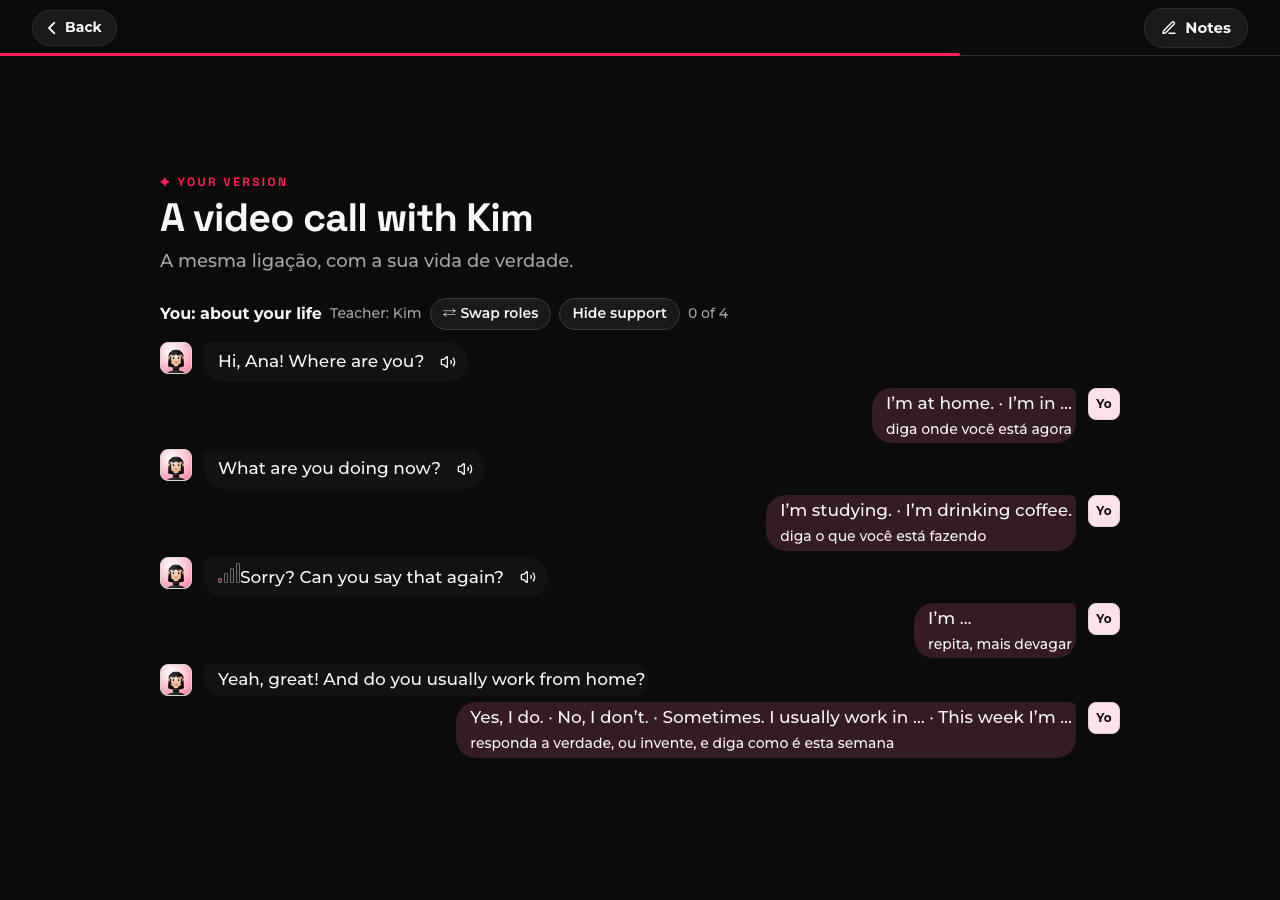 Back
Notes
YOUR VERSION
A video call with Kim
A mesma ligação, com a sua vida de verdade.
You: about your life Teacher: Kim Swap roles Hide support 0 of 4
Hi, Ana! Where are you?
I’m at home. · I’m in ... Yo
diga onde você está agora
What are you doing now?
I’m studying. · I’m drinking coffee. Yo
diga o que você está fazendo
Sorry? Can you say that again?
I’m ... Yo
repita, mais devagar
Yeah, great! And do you usually work from home?
Yes, I do. · No, I don’t. · Sometimes. I usually work in ... · This week I’m ... Yo
responda a verdade, ou invente, e diga como é esta semana